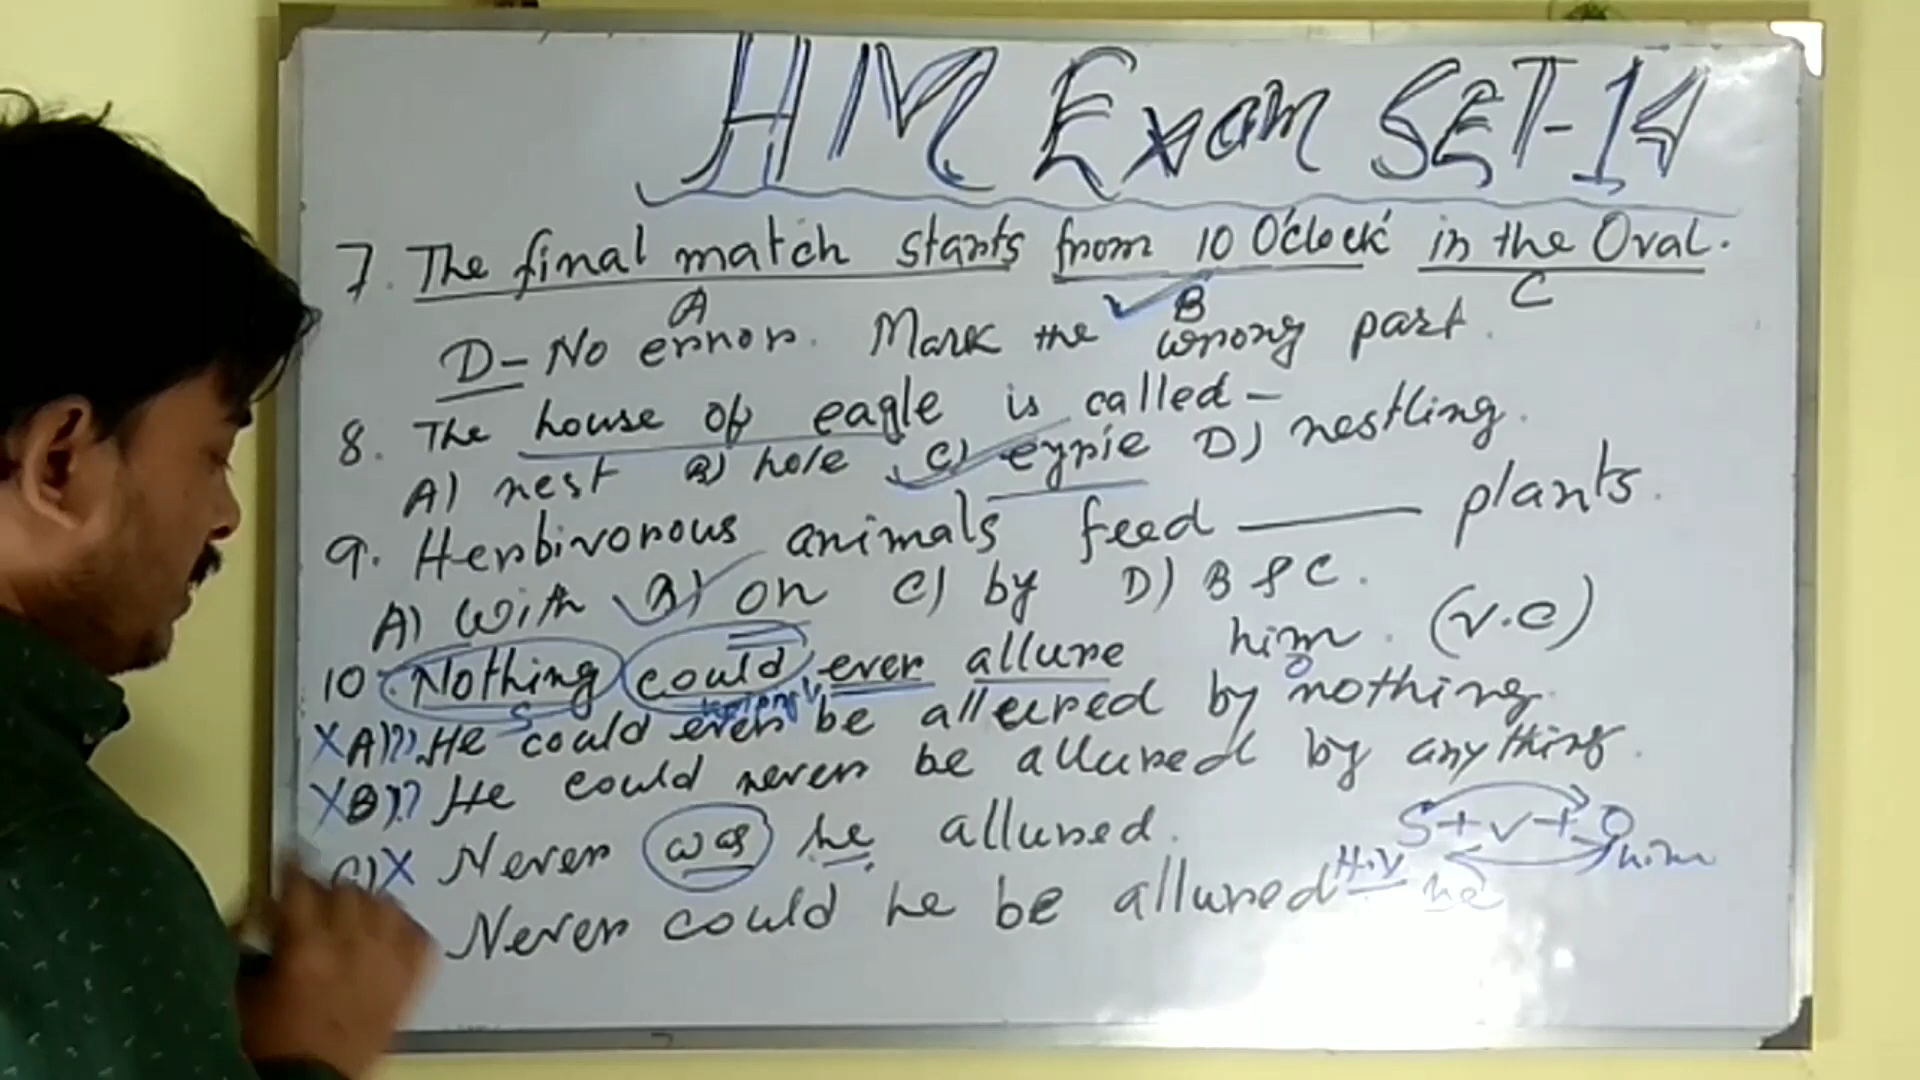 HM Exam SET-14
7. The final match starts from 10 O'clock in the Oval.
A B C
D - No error. Mark the wrong part.
8. The house of eagle is called -
A) nest B) hole C) eyrie D) nestling.
9. Herbivorous animals feed ______ plants.
A) With B) on C) by D) B & C.
10. Nothing could ever allure him. (V.C)
S V O
X A)?? He could ever be allured by nothing.
X B)?? He could never be allured by anything.
S+V+O
C) X Never was he allured.
H.V he him
Never could he be allured